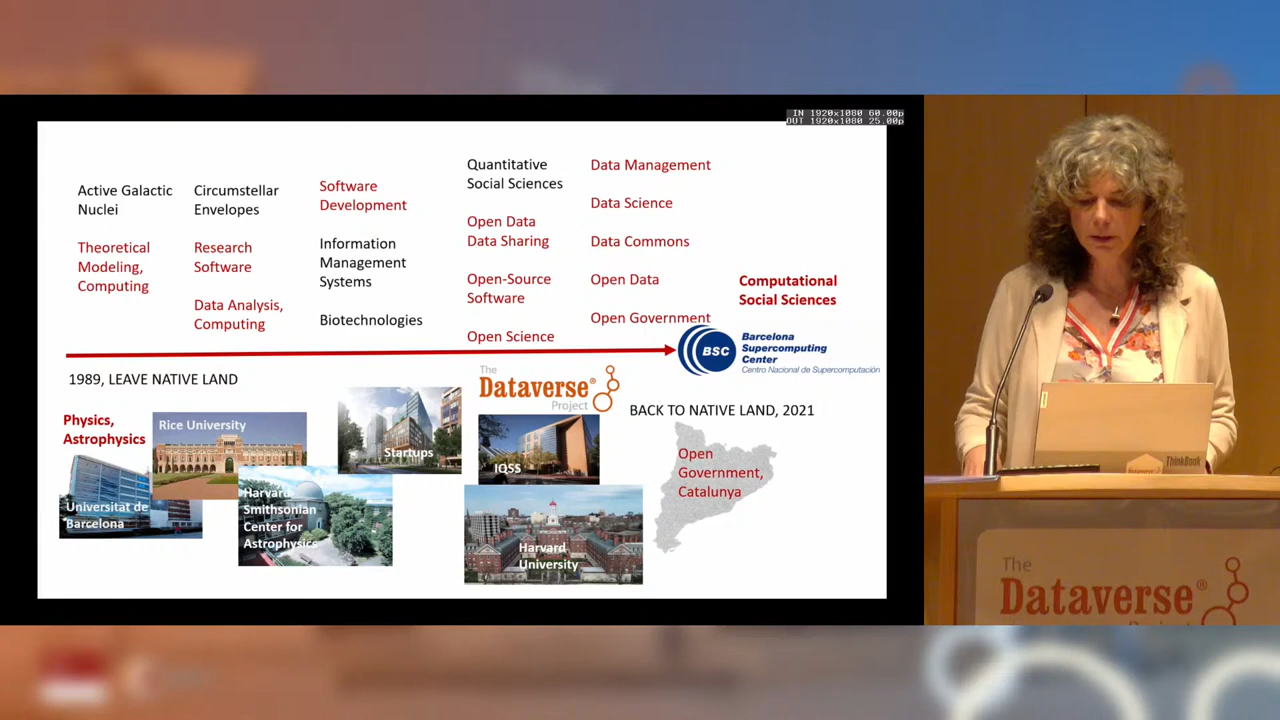 IN 1920x1080 60.00p
OUT 1920x1080 25.00p
Active Galactic
Nuclei
Theoretical
Modeling,
Computing
Circumstellar
Envelopes
Research
Software
Data Analysis,
Computing
Software
Development
Information
Management
Systems
Biotechnologies
Quantitative
Social Sciences
Open Data
Data Sharing
Open-Source
Software
Open Science
Data Management
Data Science
Data Commons
Open Data
Open Government
Computational
Social Sciences
BSC
Barcelona
Supercomputing
Center
Centro Nacional de Supercomputación
1989, LEAVE NATIVE LAND
The
Dataverse®
Project
BACK TO NATIVE LAND, 2021
Physics,
Astrophysics
Universitat de
Barcelona
Rice University
Harvard
Smithsonian
Center for
Astrophysics
Startups
IQSS
Harvard
University
Open
Government,
Catalunya
ThinkBook
The
Dataverse®